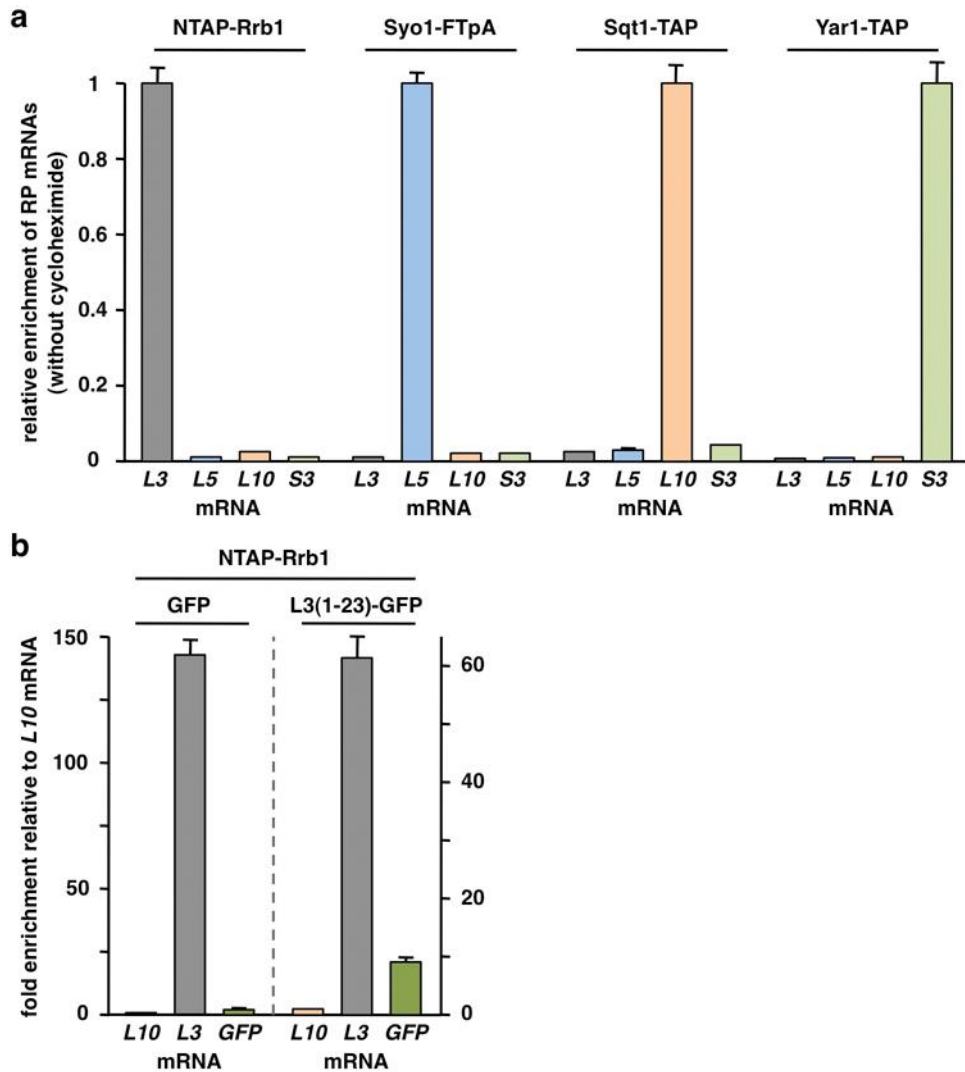 a
NTAP-Rrb1 Syo1-FTpA Sqt1-TAP Yar1-TAP
relative enrichment of RP mRNAs
(without cycloheximide)
1
0.8
0.6
0.4
0.2
0
L3 L5 L10 S3 L3 L5 L10 S3 L3 L5 L10 S3 L3 L5 L10 S3
mRNA mRNA mRNA mRNA
b
NTAP-Rrb1
GFP L3(1-23)-GFP
fold enrichment relative to L10 mRNA
150
100
50
0
60
40
20
0
L10 L3 GFP L10 L3 GFP
mRNA mRNA